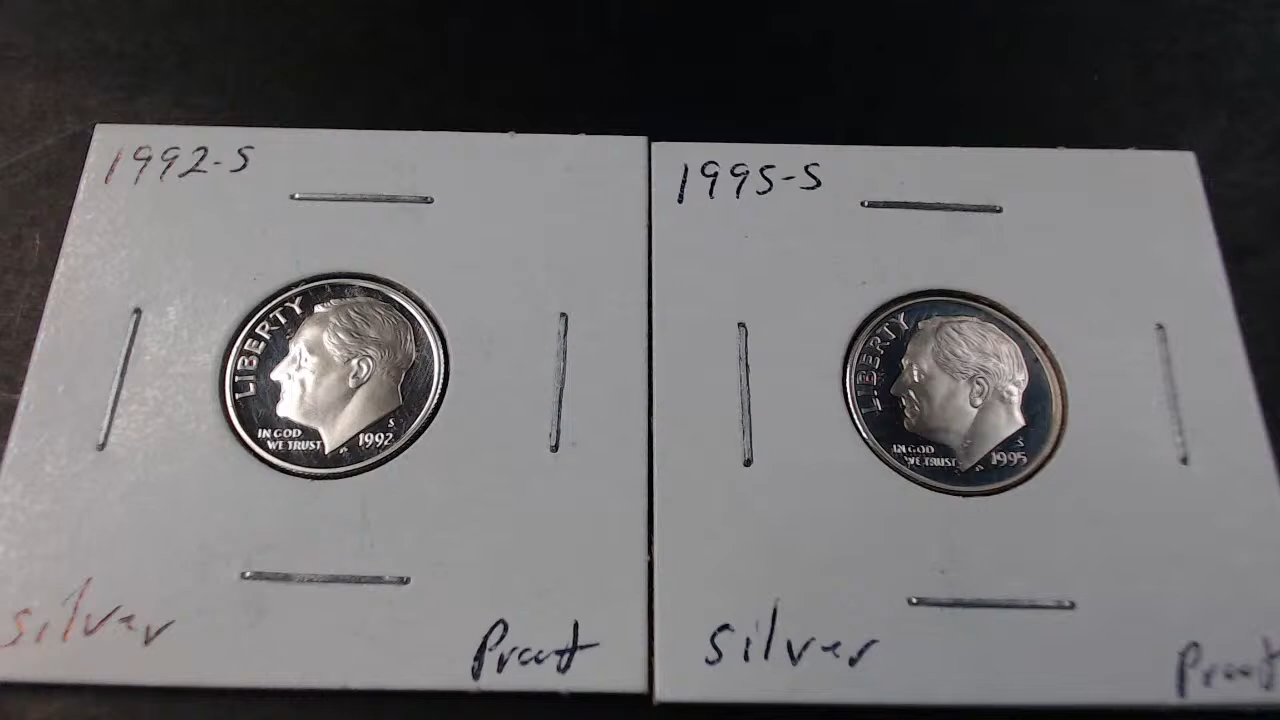 1992-S
LIBERTY
IN GOD
WE TRUST
S
1992
silver
Proof
1995-S
LIBERTY
IN GOD
WE TRUST
S
1995
silver
Proof